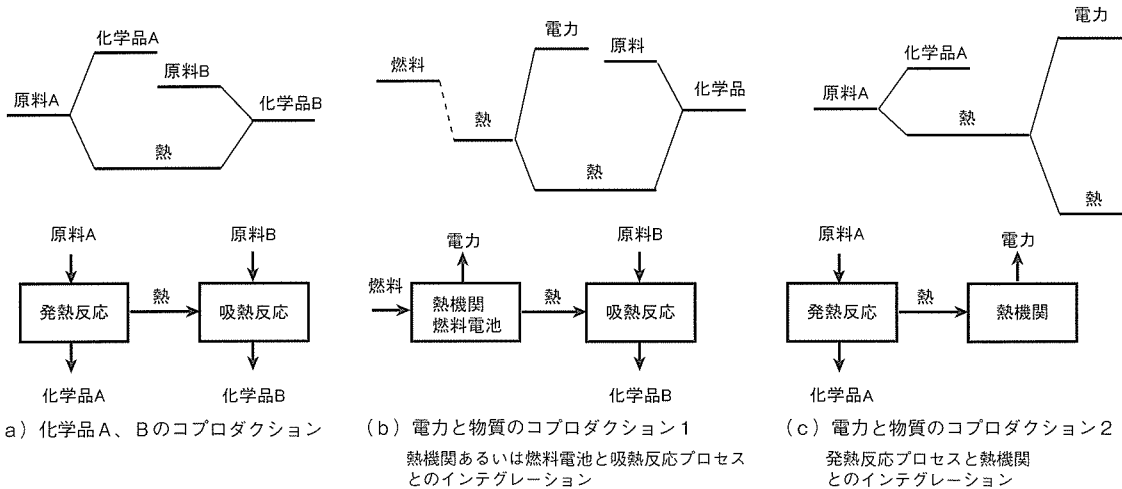 化学品A
原料B
原料A
化学品B
熱
原料A
原料B
発熱反応
熱
吸熱反応
化学品A
化学品B
a）化学品A、Bのコプロダクション
電力
原料
燃料
化学品
熱
熱
電力
原料B
燃料
熱機関
燃料電池
熱
吸熱反応
化学品B
（b）電力と物質のコプロダクション1
熱機関あるいは燃料電池と吸熱反応プロセス
とのインテグレーション
電力
化学品A
原料A
熱
熱
原料A
電力
発熱反応
熱
熱機関
化学品A
（c）電力と物質のコプロダクション2
発熱反応プロセスと熱機関
とのインテグレーション